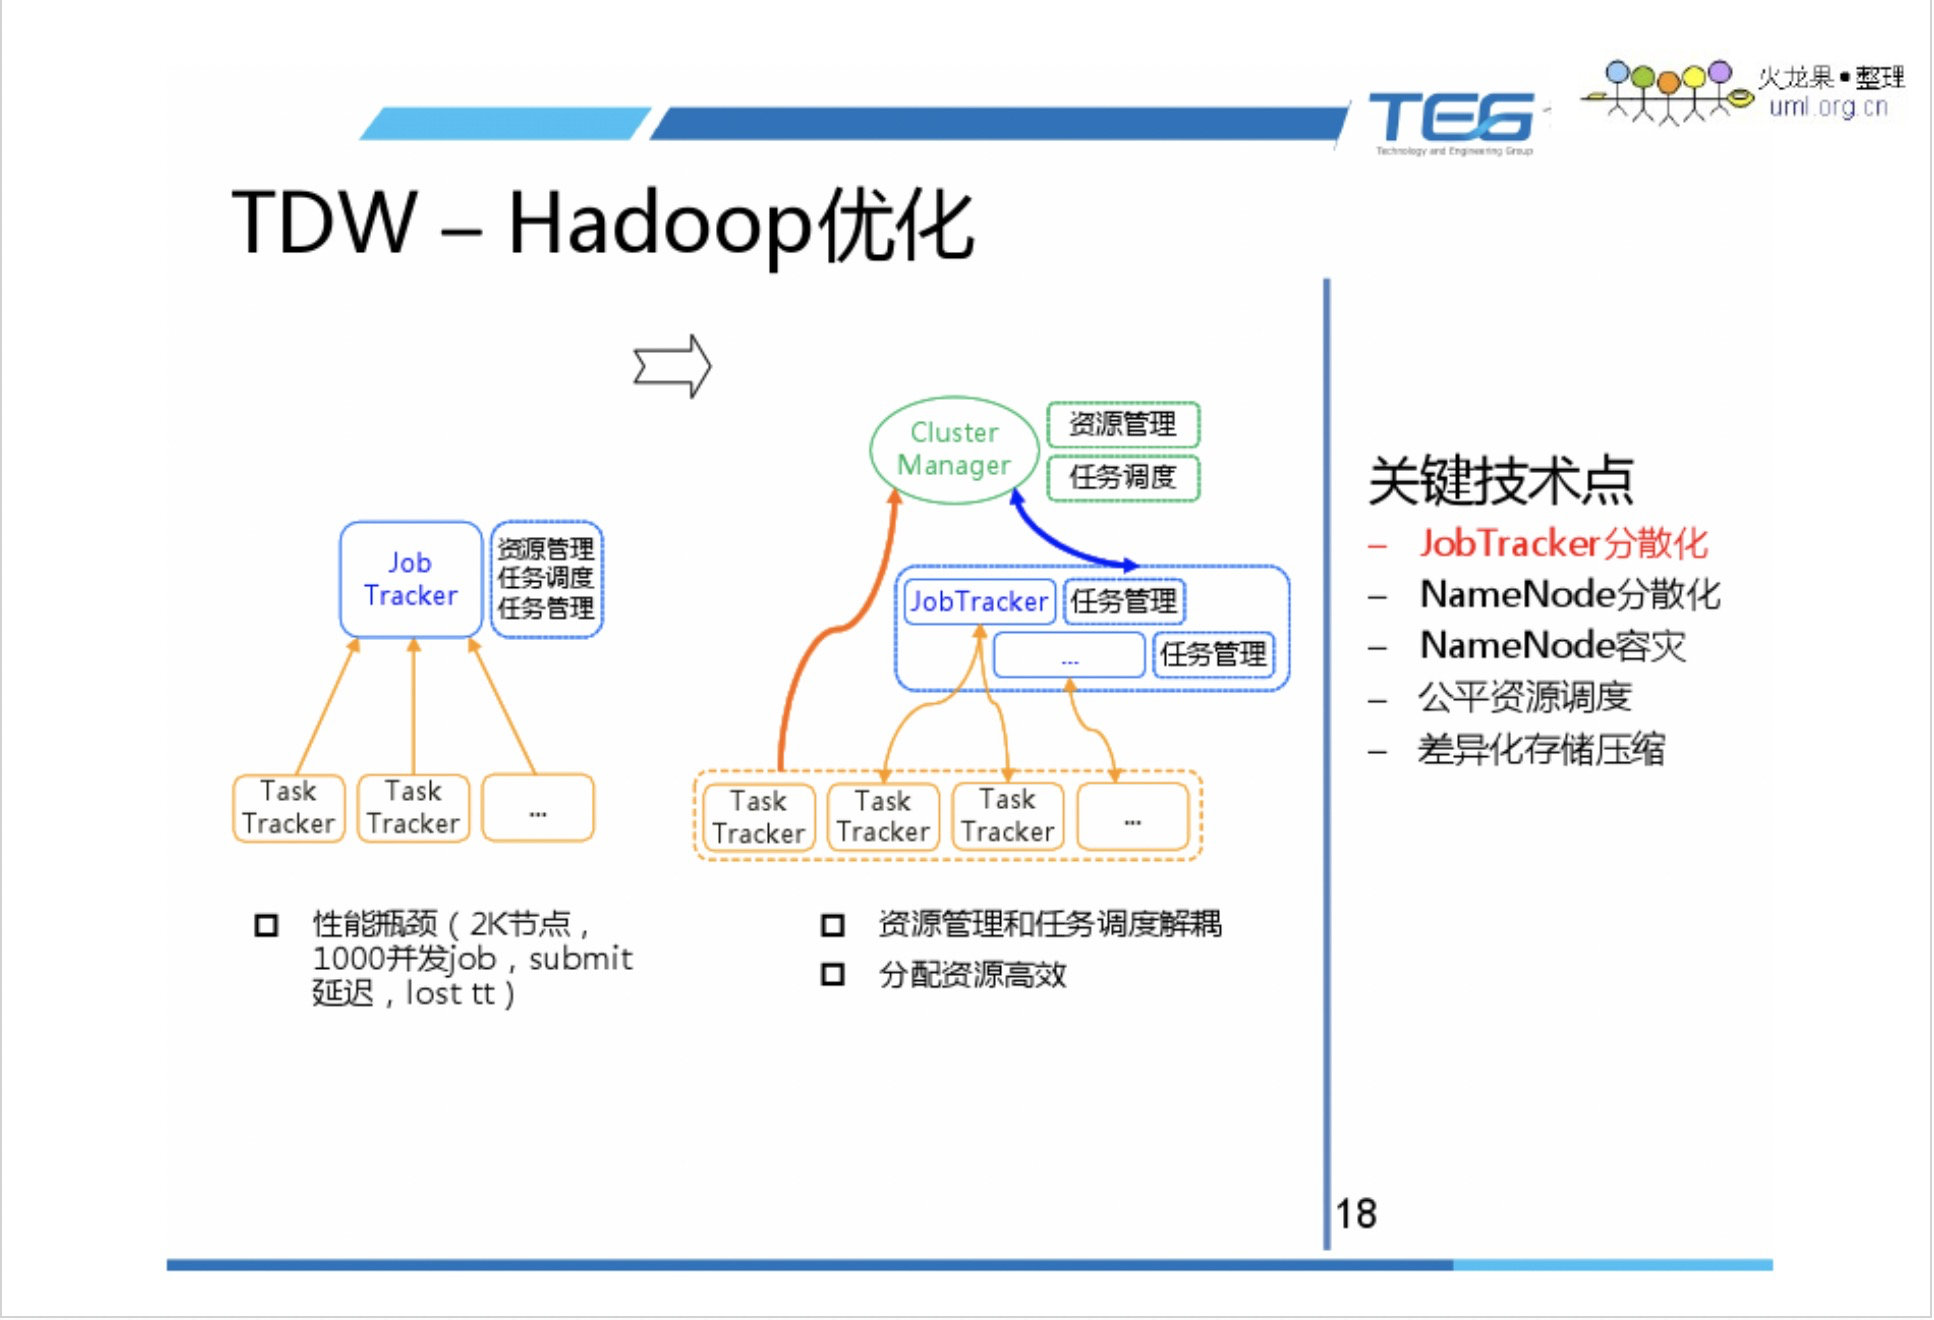 火龙果•整理
uml.org.cn
TEG
Technology and Engineering Group
TDW – Hadoop优化
Job
Tracker
资源管理
任务调度
任务管理
Task
Tracker
Task
Tracker
...
性能瓶颈（2K节点，
1000并发job，submit
延迟，lost tt）
Cluster
Manager
资源管理
任务调度
JobTracker
任务管理
...
任务管理
Task
Tracker
Task
Tracker
Task
Tracker
...
资源管理和任务调度解耦
分配资源高效
关键技术点
– JobTracker分散化
– NameNode分散化
– NameNode容灾
– 公平资源调度
– 差异化存储压缩
18